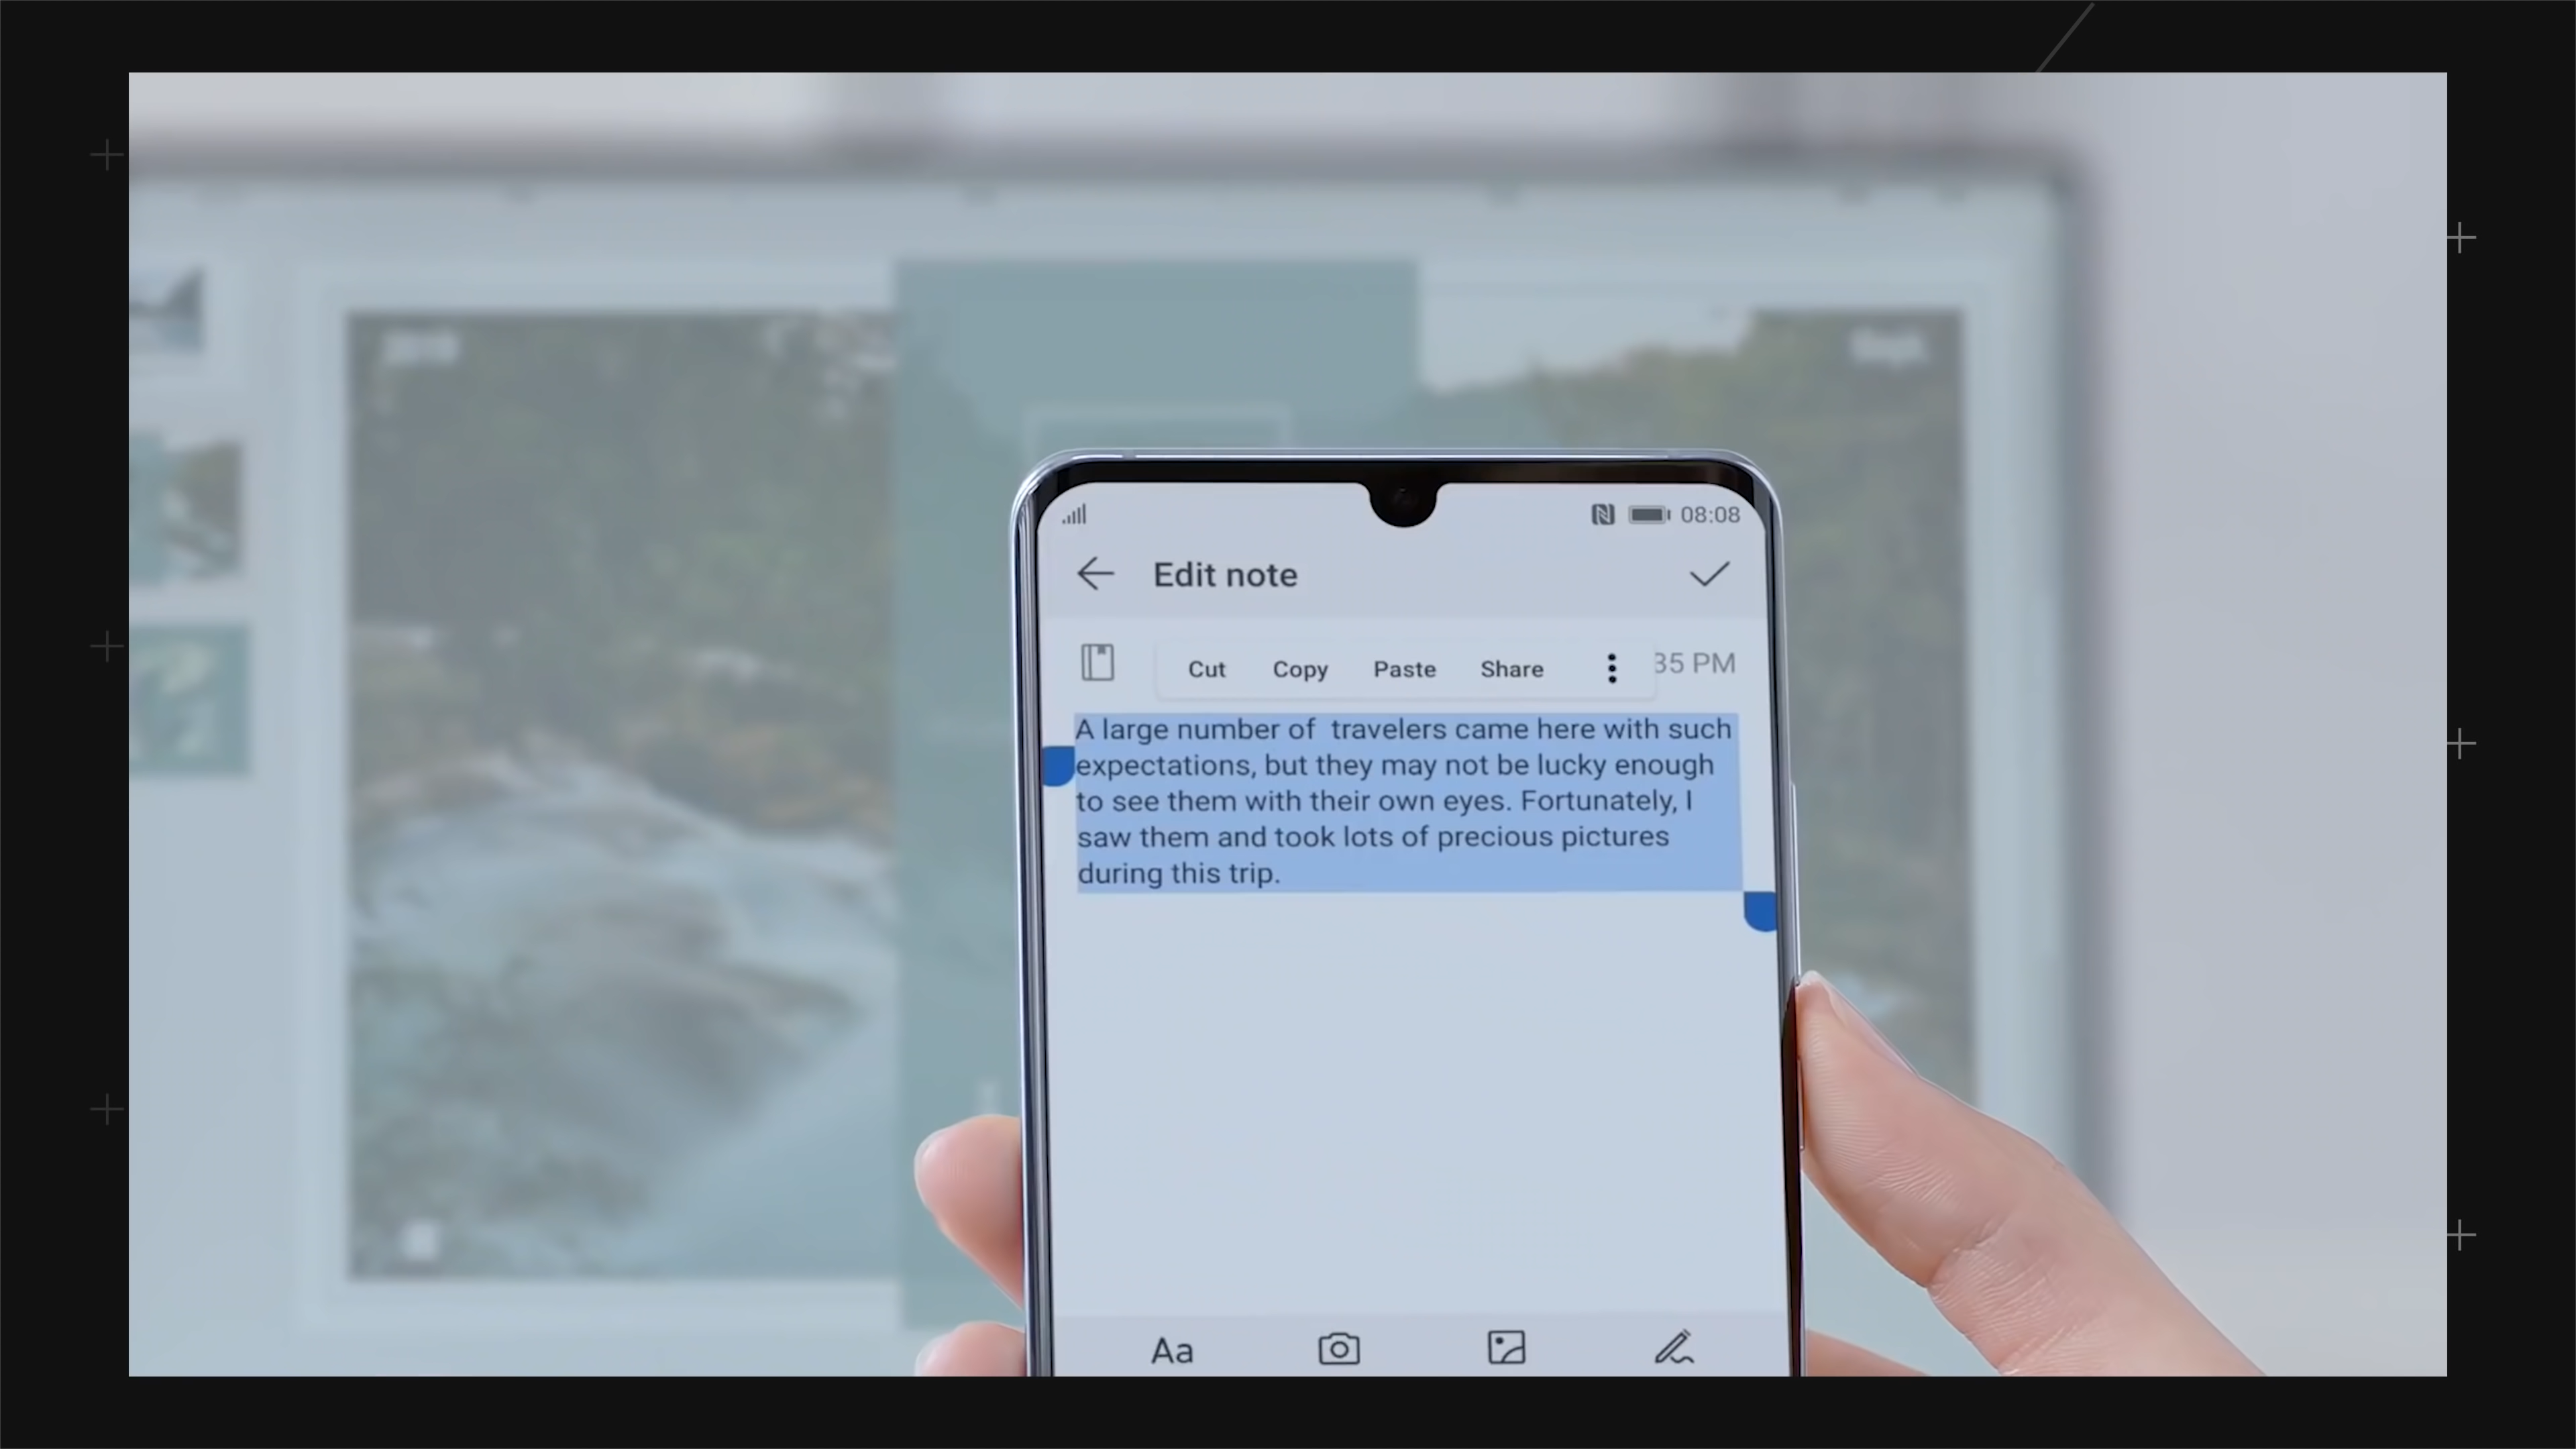 08:08
Edit note
Cut Copy Paste Share
35 PM
A large number of  travelers came here with such
expectations, but they may not be lucky enough
to see them with their own eyes. Fortunately, I
saw them and took lots of precious pictures
during this trip.
Aa